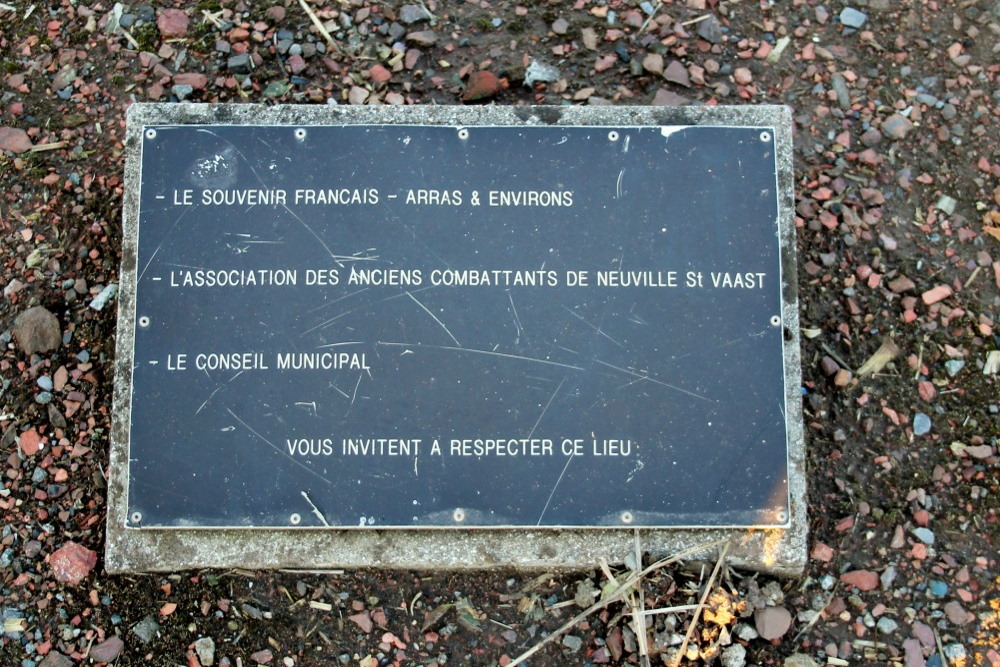 - LE SOUVENIR FRANCAIS - ARRAS & ENVIRONS
- L'ASSOCIATION DES ANCIENS COMBATTANTS DE NEUVILLE St VAAST
- LE CONSEIL MUNICIPAL
VOUS INVITENT A RESPECTER CE LIEU